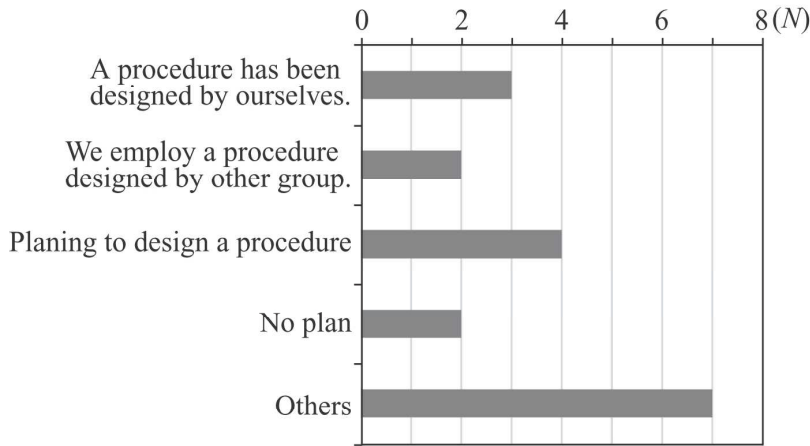 0 2 4 6 8 (N)
A procedure has been
designed by ourselves.
We employ a procedure
designed by other group.
Planing to design a procedure
No plan
Others